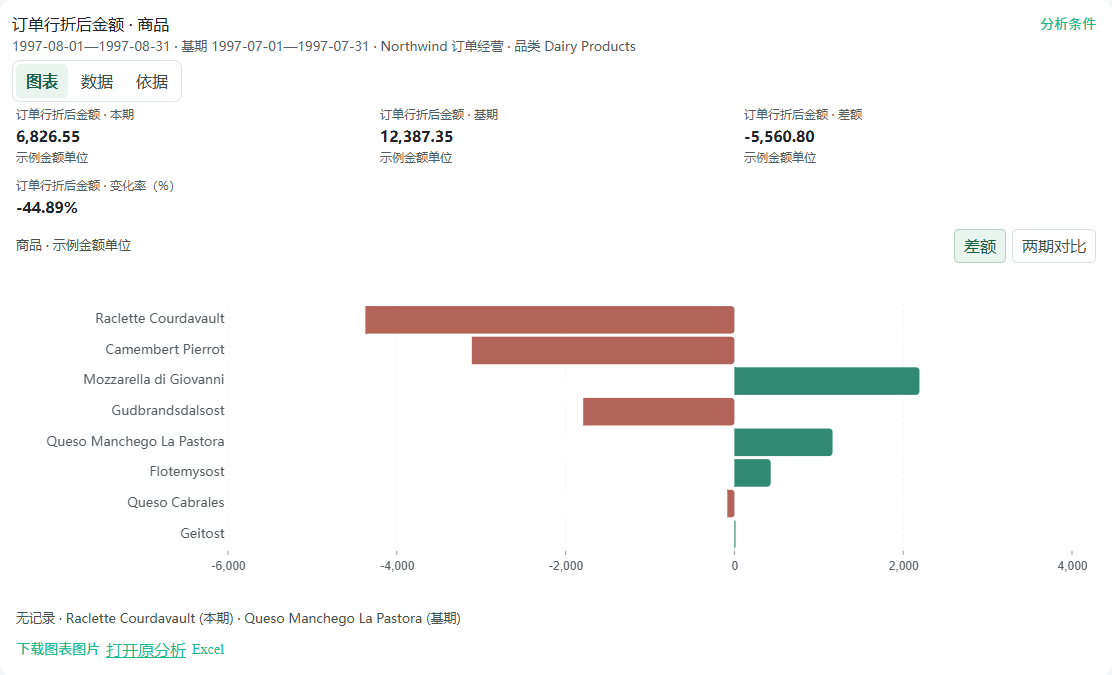 订单行折后金额 · 商品
分析条件
1997-08-01—1997-08-31 · 基期 1997-07-01—1997-07-31 · Northwind 订单经营 · 品类 Dairy Products
图表 数据 依据
订单行折后金额 · 本期 订单行折后金额 · 基期 订单行折后金额 · 差额
6,826.55 12,387.35 -5,560.80
示例金额单位 示例金额单位 示例金额单位
订单行折后金额 · 变化率（%）
-44.89%
商品 · 示例金额单位
差额 两期对比
Raclette Courdavault
Camembert Pierrot
Mozzarella di Giovanni
Gudbrandsdalsost
Queso Manchego La Pastora
Flotemysost
Queso Cabrales
Geitost
-6,000 -4,000 -2,000 0 2,000 4,000
无记录 · Raclette Courdavault (本期) · Queso Manchego La Pastora (基期)
下载图表图片 打开原分析 Excel